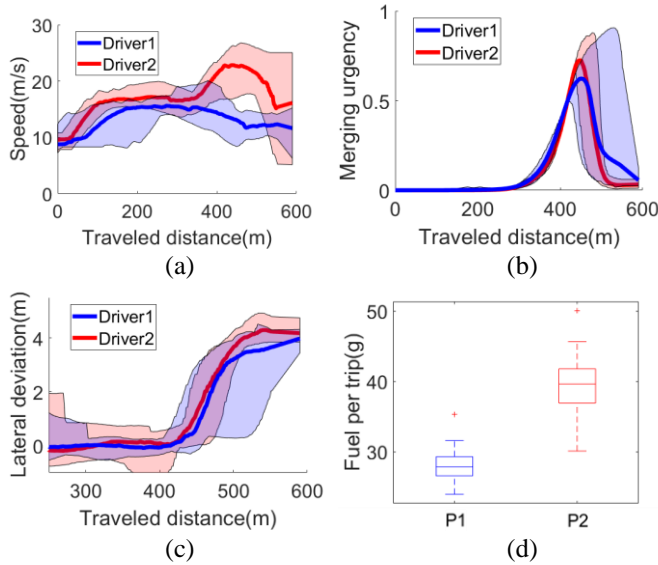 30
20
10
0
Speed(m/s)
Driver1
Driver2
0 200 400 600
Traveled distance(m)
(a)
1
0.5
0
Merging urgency
Driver1
Driver2
0 200 400 600
Traveled distance(m)
(b)
4
2
0
Lateral deviation(m)
Driver1
Driver2
300 400 500 600
Traveled distance(m)
(c)
50
40
30
Fuel per trip(g)
P1 P2
(d)